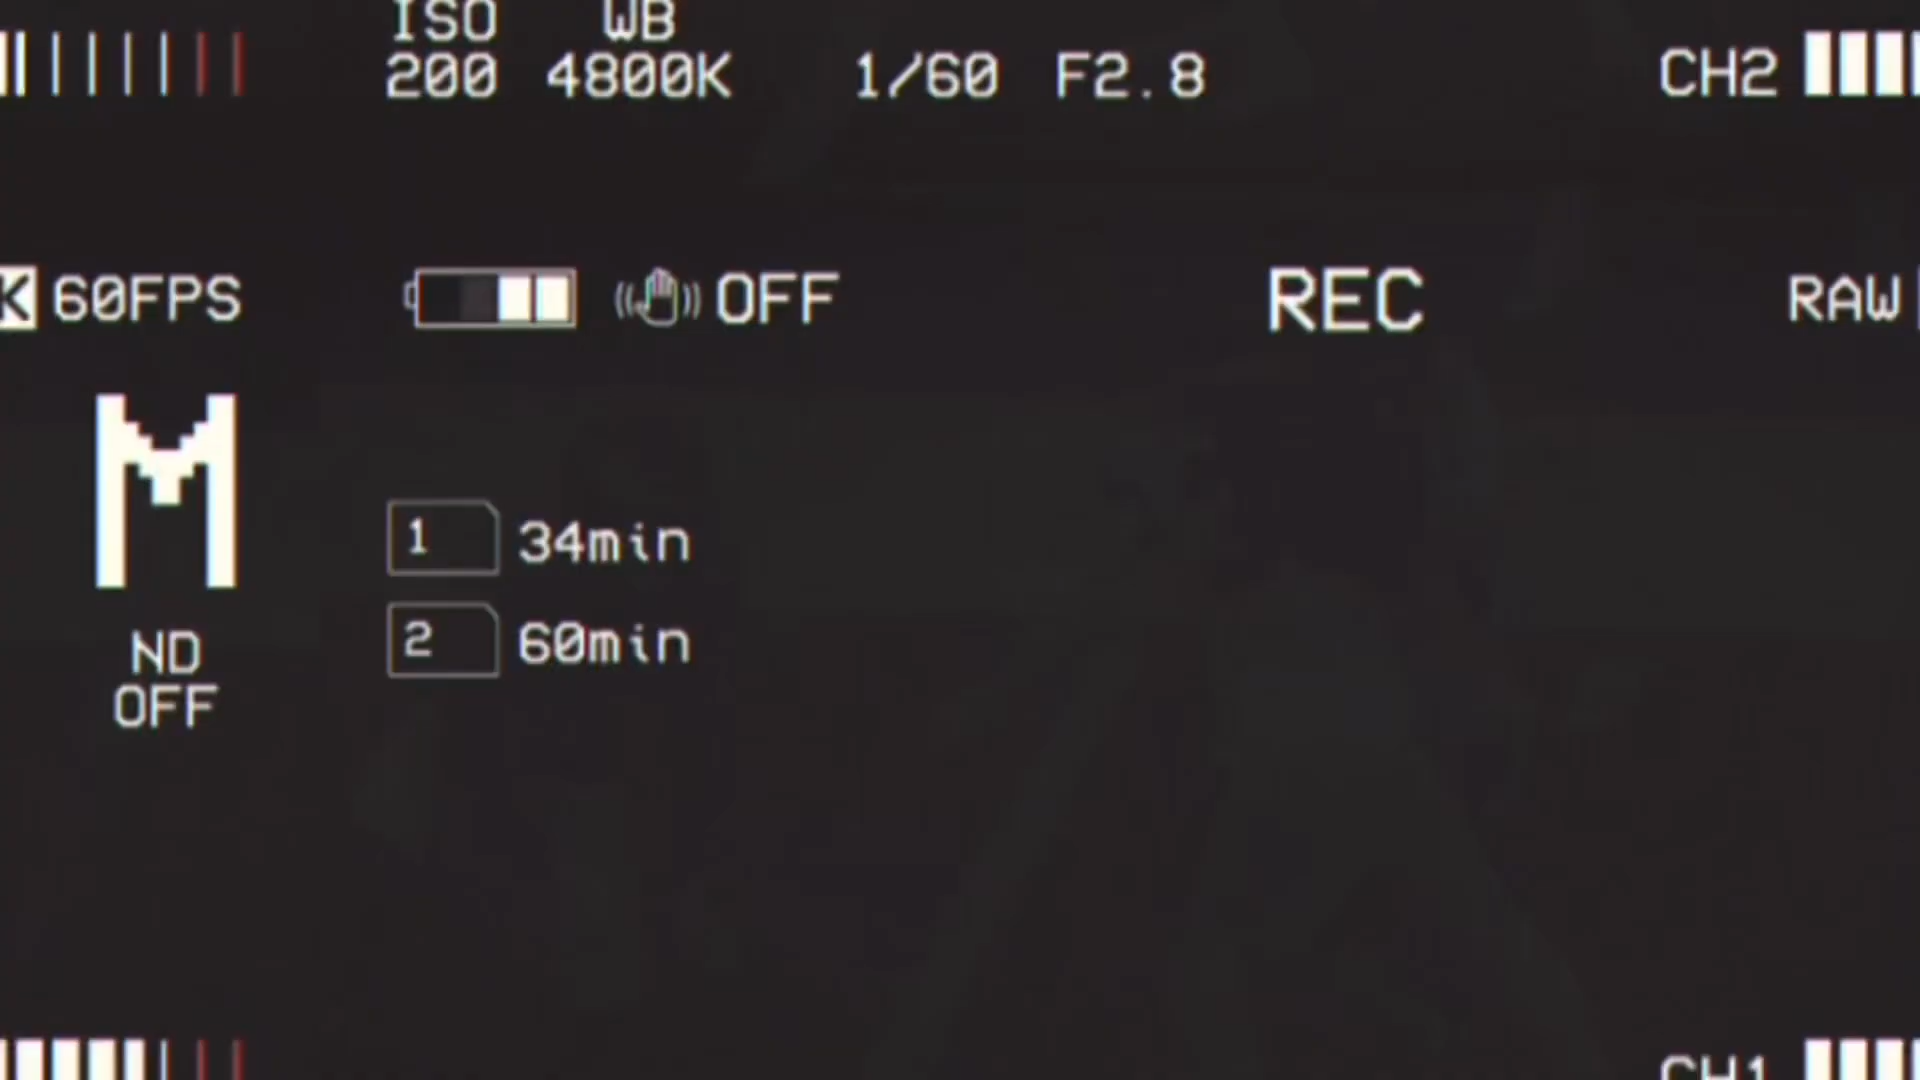 ISO WB
200 4800K 1/60 F2.8
CH2
K 60FPS
OFF
REC
RAW
M
1 34min
2 60min
ND
OFF
CH1